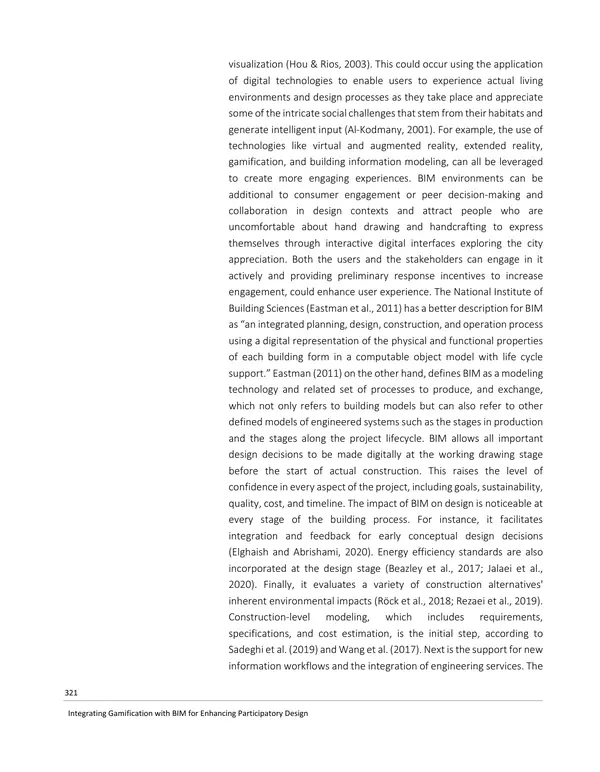 visualization (Hou & Rios, 2003). This could occur using the application
of digital technologies to enable users to experience actual living
environments and design processes as they take place and appreciate
some of the intricate social challenges that stem from their habitats and
generate intelligent input (Al-Kodmany, 2001). For example, the use of
technologies like virtual and augmented reality, extended reality,
gamification, and building information modeling, can all be leveraged
to create more engaging experiences. BIM environments can be
additional to consumer engagement or peer decision-making and
collaboration in design contexts and attract people who are
uncomfortable about hand drawing and handcrafting to express
themselves through interactive digital interfaces exploring the city
appreciation. Both the users and the stakeholders can engage in it
actively and providing preliminary response incentives to increase
engagement, could enhance user experience. The National Institute of
Building Sciences (Eastman et al., 2011) has a better description for BIM
as “an integrated planning, design, construction, and operation process
using a digital representation of the physical and functional properties
of each building form in a computable object model with life cycle
support.” Eastman (2011) on the other hand, defines BIM as a modeling
technology and related set of processes to produce, and exchange,
which not only refers to building models but can also refer to other
defined models of engineered systems such as the stages in production
and the stages along the project lifecycle. BIM allows all important
design decisions to be made digitally at the working drawing stage
before the start of actual construction. This raises the level of
confidence in every aspect of the project, including goals, sustainability,
quality, cost, and timeline. The impact of BIM on design is noticeable at
every stage of the building process. For instance, it facilitates
integration and feedback for early conceptual design decisions
(Elghaish and Abrishami, 2020). Energy efficiency standards are also
incorporated at the design stage (Beazley et al., 2017; Jalaei et al.,
2020). Finally, it evaluates a variety of construction alternatives'
inherent environmental impacts (Röck et al., 2018; Rezaei et al., 2019).
Construction-level modeling, which includes requirements,
specifications, and cost estimation, is the initial step, according to
Sadeghi et al. (2019) and Wang et al. (2017). Next is the support for new
information workflows and the integration of engineering services. The
321
Integrating Gamification with BIM for Enhancing Participatory Design